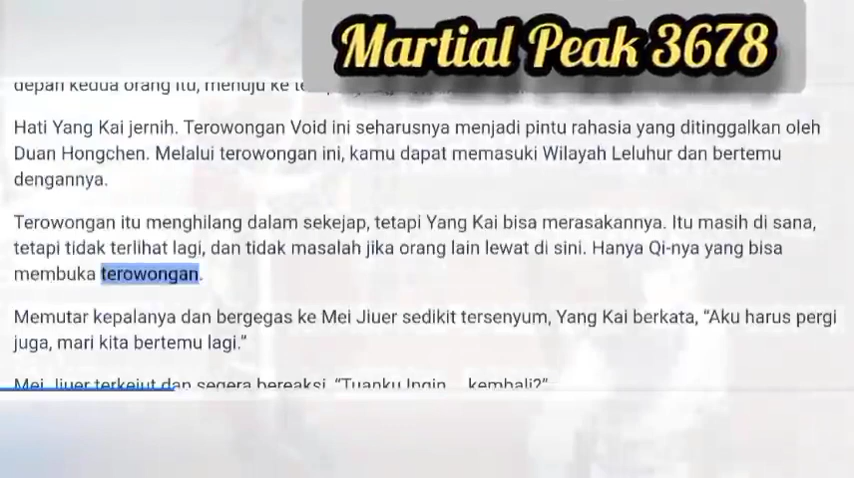 Martial Peak 3678
depan kedua orang itu, menuju ke
Hati Yang Kai jernih. Terowongan Void ini seharusnya menjadi pintu rahasia yang ditinggalkan oleh
Duan Hongchen. Melalui terowongan ini, kamu dapat memasuki Wilayah Leluhur dan bertemu
dengannya.
Terowongan itu menghilang dalam sekejap, tetapi Yang Kai bisa merasakannya. Itu masih di sana,
tetapi tidak terlihat lagi, dan tidak masalah jika orang lain lewat di sini. Hanya Qi-nya yang bisa
membuka terowongan.
Memutar kepalanya dan bergegas ke Mei Jiuer sedikit tersenyum, Yang Kai berkata, “Aku harus pergi
juga, mari kita bertemu lagi.”
Mei Jiuer terkejut dan segera bereaksi, “Tuanku Ingin... kembali?”